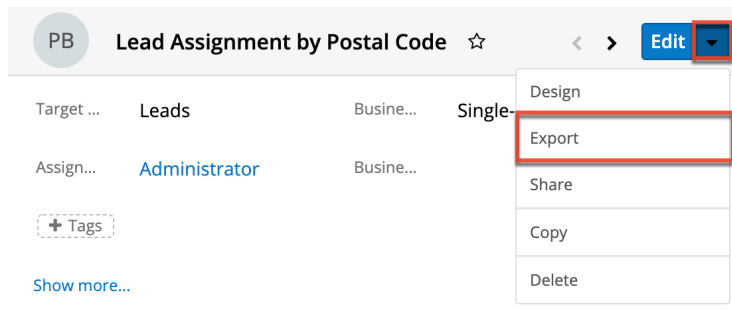 PB Lead Assignment by Postal Code Edit
Design
Target ... Leads Busine... Single-
Export
Assign... Administrator Busine...
Share
+ Tags
Copy
Delete
Show more...